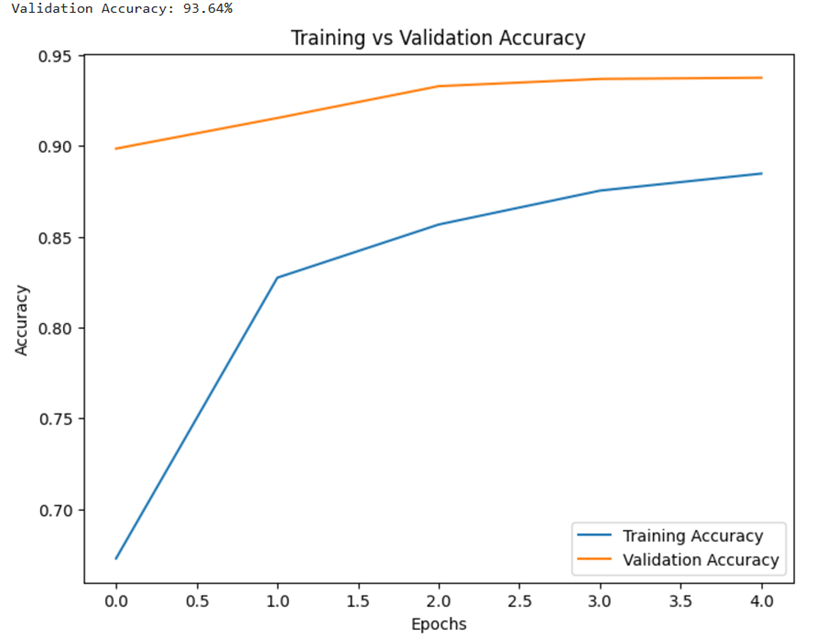 Validation Accuracy: 93.64%
Training vs Validation Accuracy
0.95
0.90
0.85
0.80
0.75
0.70
Accuracy
0.0 0.5 1.0 1.5 2.0 2.5 3.0 3.5 4.0
Epochs
Training Accuracy
Validation Accuracy